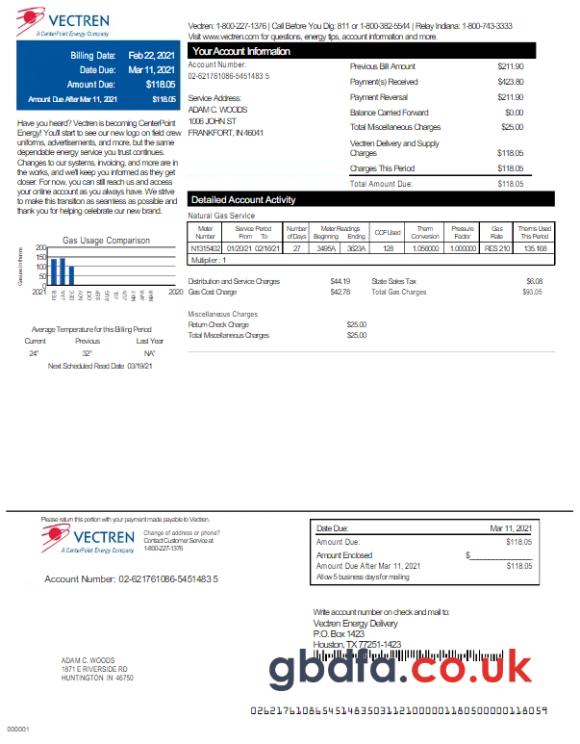 VECTREN
A CenterPoint Energy Company
Vectren: 1-800-227-1376 | Call Before You Dig: 811 or 1-800-382-5544 | Relay Indiana: 1-800-743-3333
Visit www.vectren.com for questions, energy tips, account information and more.
Billing Date: Feb 22, 2021
Date Due: Mar 11, 2021
Amount Due: $118.05
Amount Due After Mar 11, 2021 $118.05
Have you heard? Vectren is becoming CenterPoint
Energy! You'll start to see our new logo on field crew
uniforms, advertisements, and more, but the same
dependable energy service you trust continues.
Changes to our systems, invoicing, and more are in
the works, and we'll keep you informed as they get
closer. For now, you can still reach us and access
your online account as you always have. We strive
to make this transition as seamless as possible and
thank you for helping celebrate our new brand.
Your Account Information
Account Number:
02-621761086-5451483 5
Service Address:
ADAM C. WOODS
1006 JOHN ST
FRANKFORT, IN 46041
Previous Bill Amount $211.90
Payment(s) Received $423.80
Payment Reversal $211.90
Balance Carried Forward $0.00
Total Miscellaneous Charges $25.00
Vectren Delivery and Supply
Charges $118.05
Charges This Period $118.05
Total Amount Due: $118.05
Detailed Account Activity
Natural Gas Service
Meter Number Service Period From To Number of Days Meter Readings Beginning Ending CCF Used Therm Conversion Pressure Factor Gas Rate Therms Used This Period
N1315402 01/20/21 02/16/21 27 3495A 3623A 128 1.056000 1.000000 RES 210 135.168
Multiplier: 1
Distribution and Service Charges $44.19 State Sales Tax $6.08
Gas Cost Charge $42.78 Total Gas Charges $93.05
Miscellaneous Charges
Return Check Charge $25.00
Total Miscellaneous Charges $25.00
Gas Usage Comparison
200
150
100
50
0
2021 FEB JAN DEC NOV OCT SEP AUG JUL JUN MAY APR MAR 2020
Average Temperature for this Billing Period
Current Previous Last Year
24° 32° NA°
Next Scheduled Read Date 03/19/21
Please return this portion with your payment made payable to Vectren.
VECTREN
A CenterPoint Energy Company
Change of address or phone?
Contact Customer Service at
1-800-227-1376
Account Number: 02-621761086-5451483 5
Date Due: Mar 11, 2021
Amount Due: $118.05
Amount Enclosed $
Amount Due After Mar 11, 2021 $118.05
Allow 5 business days for mailing
Write account number on check and mail to:
Vectren Energy Delivery
P.O. Box 1423
Houston, TX 77251-1423
ADAM C. WOODS
1871 E RIVERSIDE RD
HUNTINGTON IN 46750
gbdfa.co.uk
000001